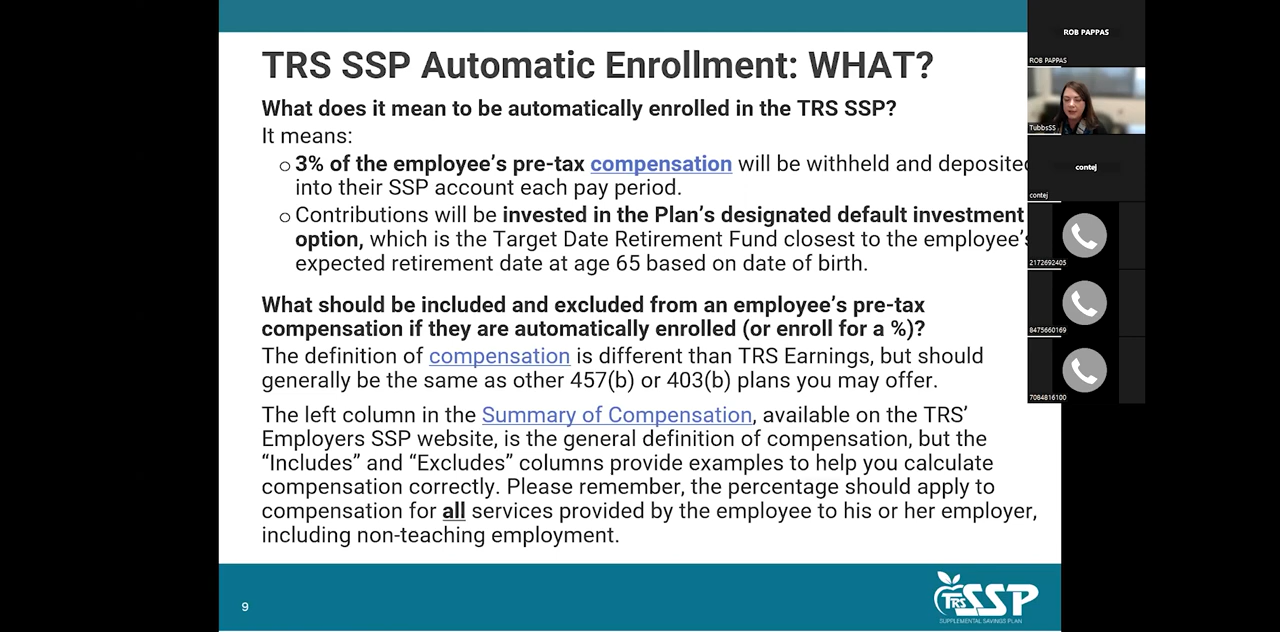 TRS SSP Automatic Enrollment: WHAT?
What does it mean to be automatically enrolled in the TRS SSP?
It means:
3% of the employee's pre-tax compensation will be withheld and deposited
into their SSP account each pay period.
Contributions will be invested in the Plan's designated default investment
option, which is the Target Date Retirement Fund closest to the employee's
expected retirement date at age 65 based on date of birth.
What should be included and excluded from an employee's pre-tax
compensation if they are automatically enrolled (or enroll for a %)?
The definition of compensation is different than TRS Earnings, but should
generally be the same as other 457(b) or 403(b) plans you may offer.
The left column in the Summary of Compensation, available on the TRS'
Employers SSP website, is the general definition of compensation, but the
“Includes” and “Excludes” columns provide examples to help you calculate
compensation correctly. Please remember, the percentage should apply to
compensation for all services provided by the employee to his or her employer,
including non-teaching employment.
9
TRS SSP
SUPPLEMENTAL SAVINGS PLAN
ROB PAPPAS
ROB PAPPAS
TubbsSS
contej
contej
2172692405
8475660169
7084816100